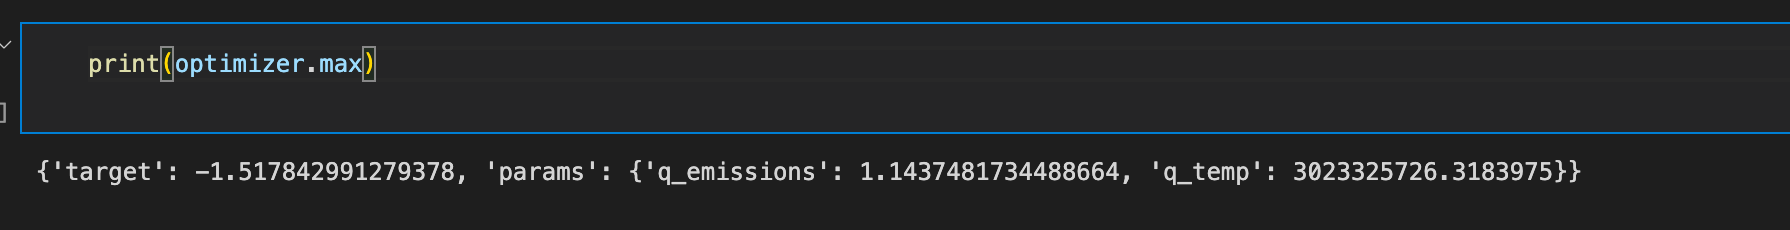 print(optimizer.max)
{'target': -1.517842991279378, 'params': {'q_emissions': 1.1437481734488664, 'q_temp': 3023325726.3183975}}